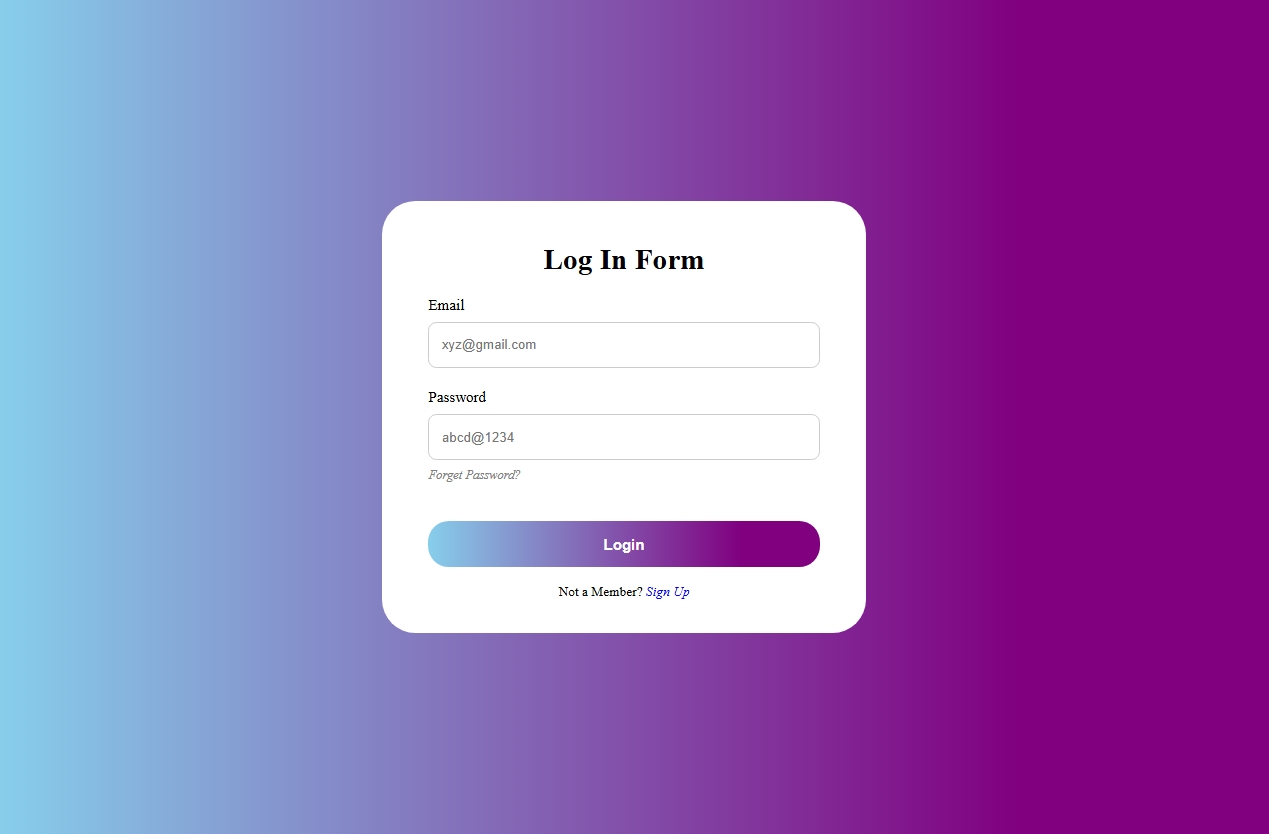 Log In Form
Email
xyz@gmail.com
Password
abcd@1234
Forget Password?
Login
Not a Member? Sign Up